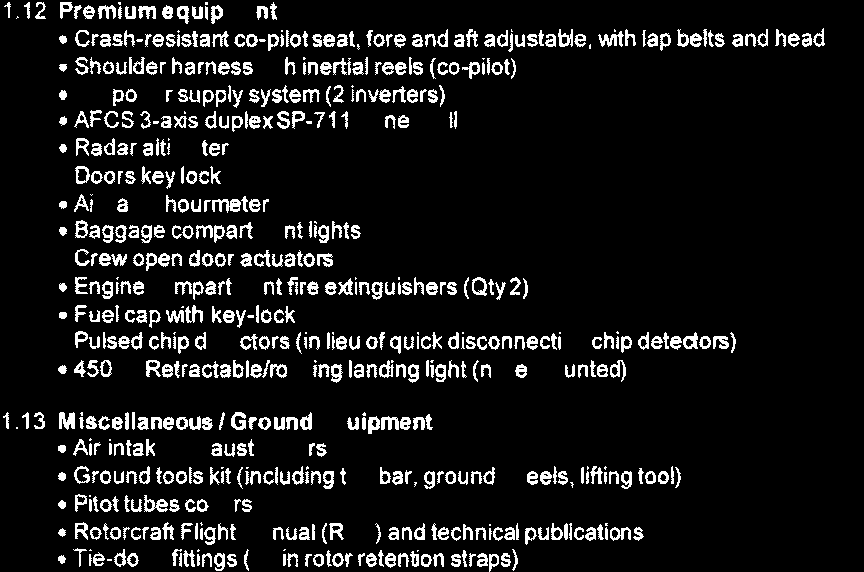 1.12 Premium equip nt
• Crash-resistant co-pilot seat, fore and aft adjustable, with lap belts and head
• Shoulder harness h inertial reels (co-pilot)
• po r supply system (2 inverters)
• AFCS 3-axis duplex SP-711 ne ll
• Radar alti ter
Doors key lock
• Ai a hourmeter
• Baggage compart nt lights
Crew open door actuators
• Engine mpart nt fire extinguishers (Qty 2)
• Fuel cap with key-lock
Pulsed chip d ctors (in lieu of quick disconnecti chip detectors)
• 450 Retractable/ro ing landing light (n e unted)
1.13 Miscellaneous / Ground uipment
• Air intak aust rs
• Ground tools kit (including t bar, ground eels, lifting tool)
• Pitot tubes co rs
• Rotorcraft Flight nual (R ) and technical publications
• Tie-do fittings ( in rotor retention straps)